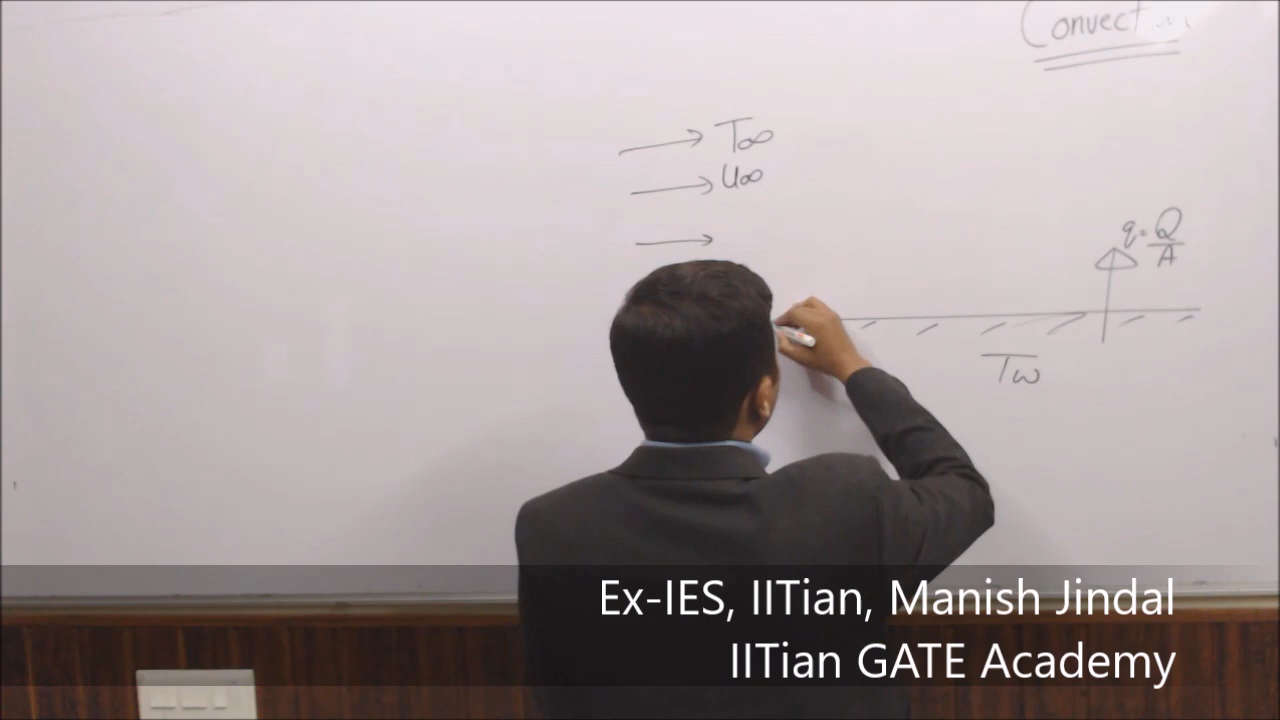 Convect
T∞
U∞
q = Q/A
Tw
Ex-IES, IITian, Manish Jindal
IITian GATE Academy